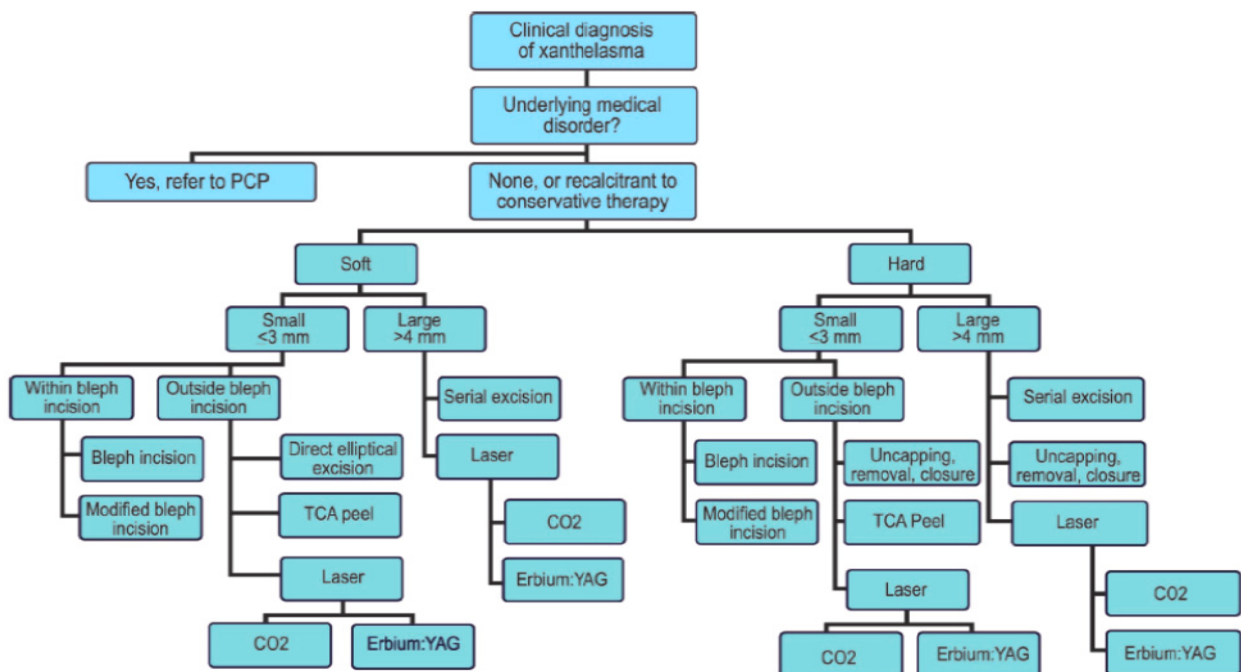 Clinical diagnosis
of xanthelasma
Underlying medical
disorder?
Yes, refer to PCP
None, or recalcitrant to
conservative therapy
Soft
Hard
Small
≤3 mm
Large
>4 mm
Small
≤3 mm
Large
>4 mm
Within bleph
incision
Outside bleph
incision
Serial excision
Within bleph
incision
Outside bleph
incision
Serial excision
Bleph incision
Direct elliptical
excision
Laser
Bleph incision
Uncapping,
removal, closure
Uncapping,
removal, closure
Modified bleph
incision
TCA peel
CO2
Modified bleph
incision
TCA Peel
Laser
Laser
Erbium:YAG
Laser
CO2
CO2
Erbium:YAG
CO2
Erbium:YAG
Erbium:YAG